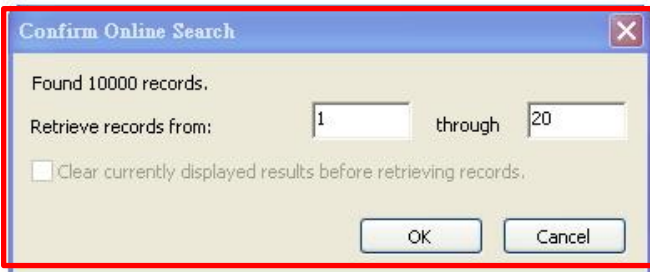 Confirm Online Search
Found 10000 records.
Retrieve records from: 1 through 20
Clear currently displayed results before retrieving records.
OK Cancel